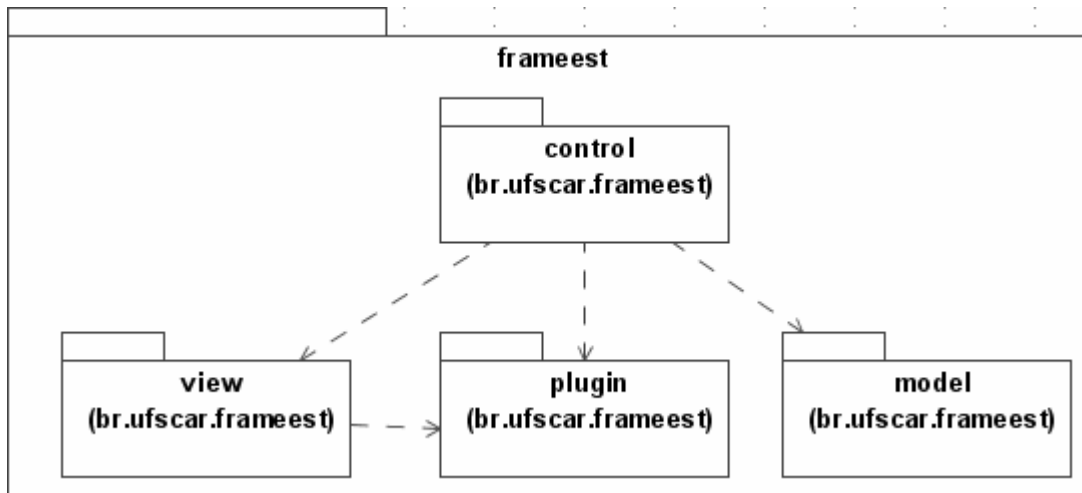 frameest
control
(br.ufscar.frameest)
view
(br.ufscar.frameest)
plugin
(br.ufscar.frameest)
model
(br.ufscar.frameest)